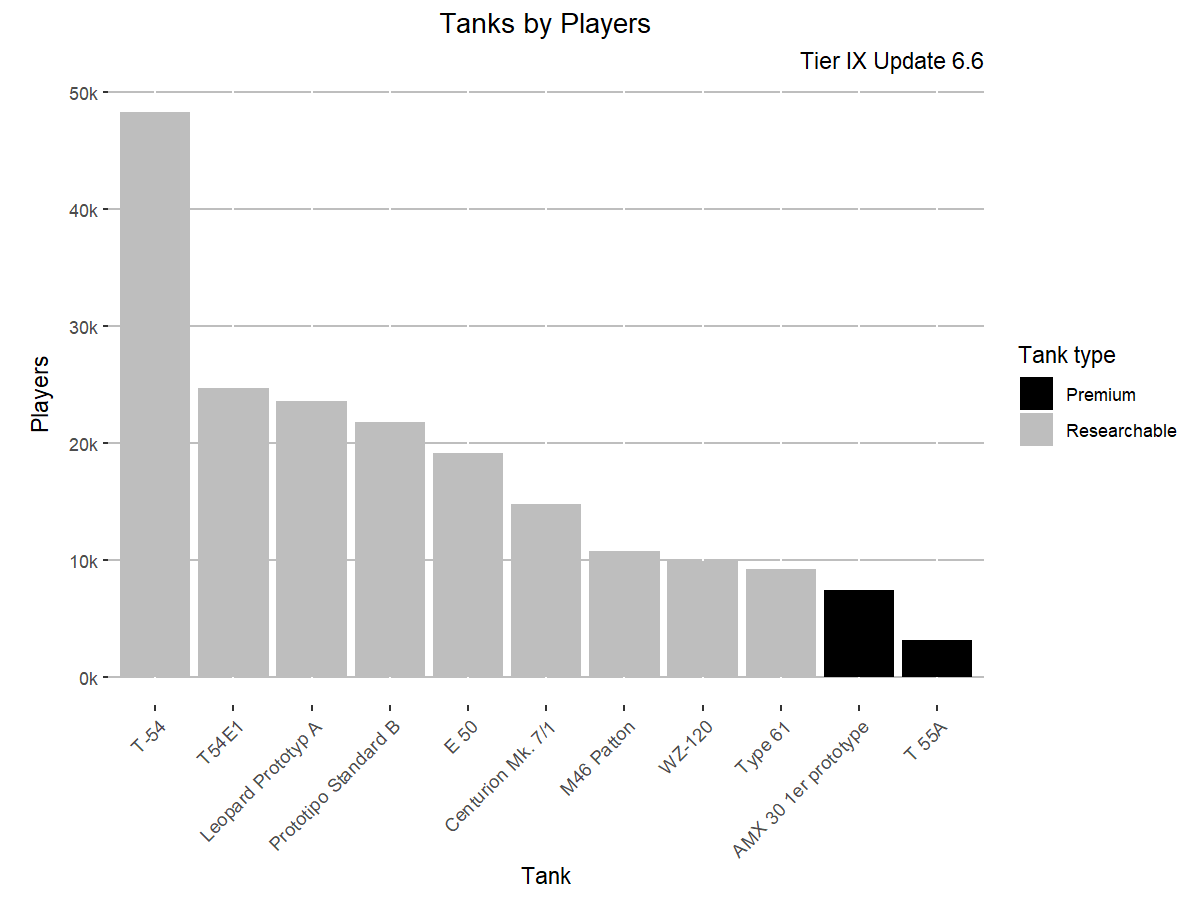 Tanks by Players
Tier IX Update 6.6
50k
40k
30k
20k
10k
0k
Players
T-54
T54E1
Leopard Prototyp A
Prototipo Standard B
E 50
Centurion Mk. 7/1
M46 Patton
WZ-120
Type 61
AMX 30 1er prototype
T 55A
Tank
Tank type
Premium
Researchable